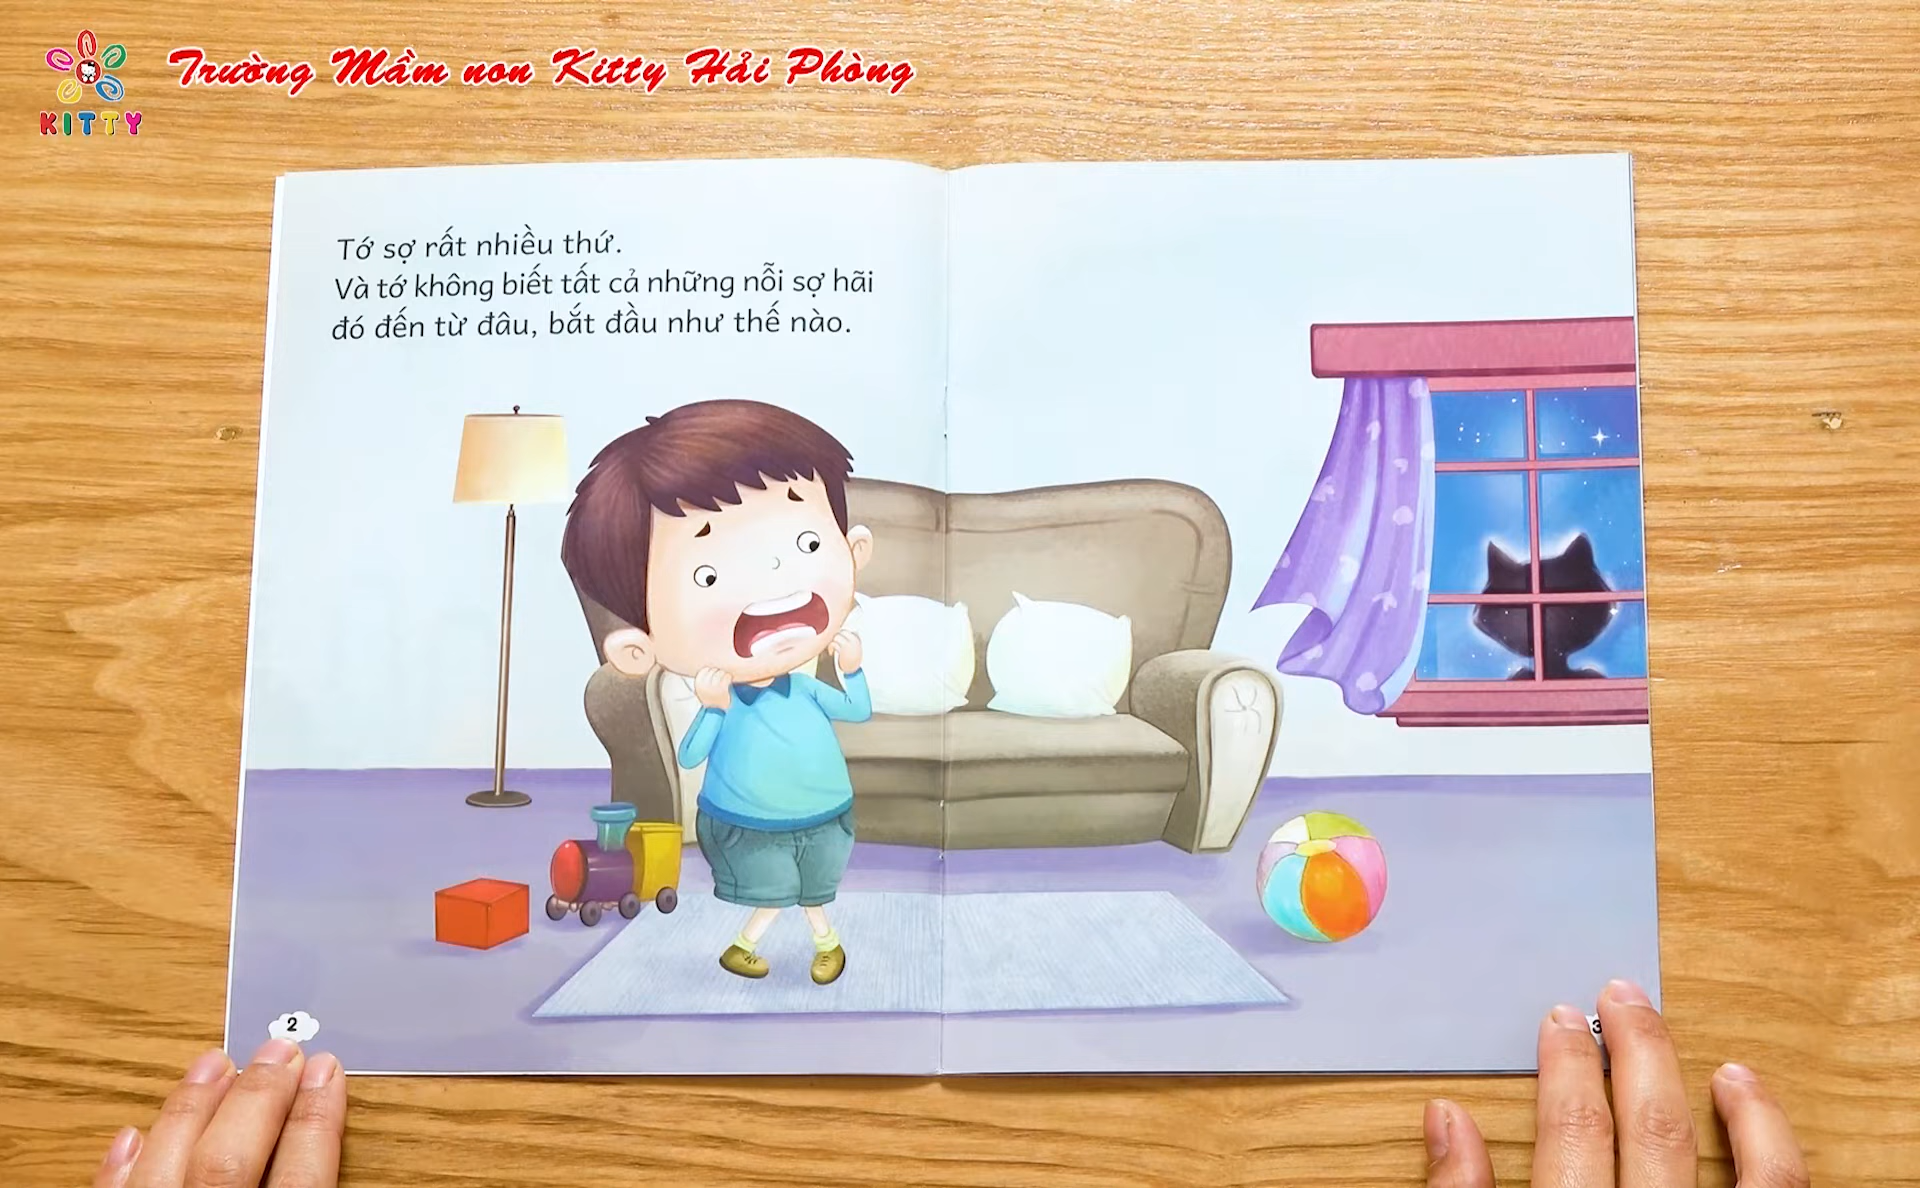 Trường Mầm non Kitty Hải Phòng
KITTY
Tớ sợ rất nhiều thứ.
Và tớ không biết tất cả những nỗi sợ hãi
đó đến từ đâu, bắt đầu như thế nào.
2
3